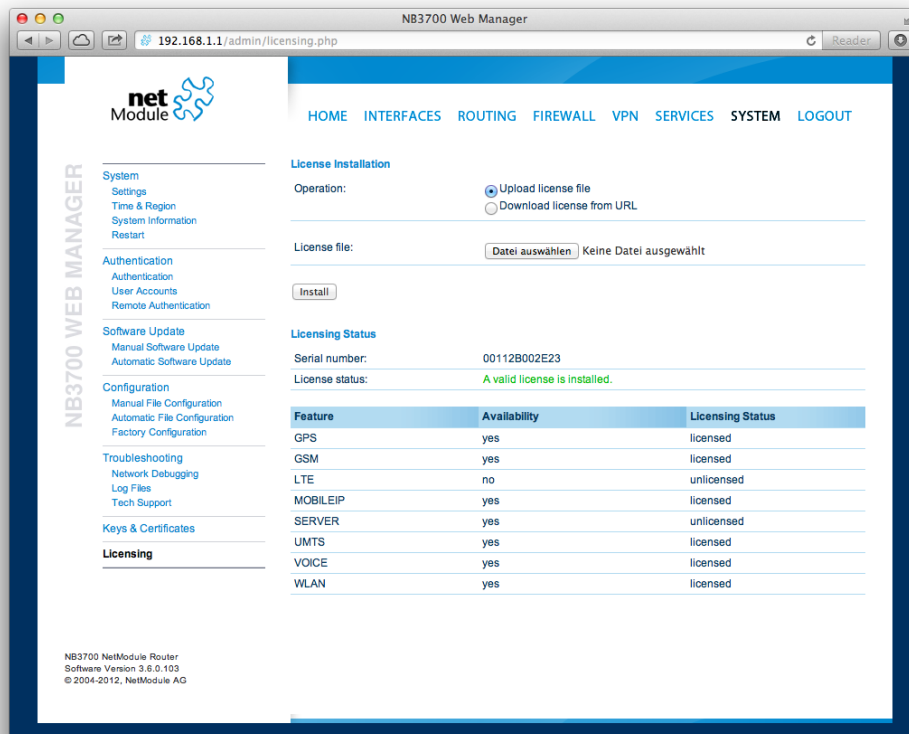 NB3700 Web Manager
192.168.1.1/admin/licensing.php
Reader
net
Module
HOME INTERFACES ROUTING FIREWALL VPN SERVICES SYSTEM LOGOUT
NB3700 WEB MANAGER
System
Settings
Time & Region
System Information
Restart
Authentication
Authentication
User Accounts
Remote Authentication
Software Update
Manual Software Update
Automatic Software Update
Configuration
Manual File Configuration
Automatic File Configuration
Factory Configuration
Troubleshooting
Network Debugging
Log Files
Tech Support
Keys & Certificates
Licensing
License Installation
Operation:
Upload license file
Download license from URL
License file:
Datei auswählen Keine Datei ausgewählt
Install
Licensing Status
Serial number: 00112B002E23
License status: A valid license is installed.
Feature Availability Licensing Status
GPS yes licensed
GSM yes licensed
LTE no unlicensed
MOBILEIP yes licensed
SERVER yes unlicensed
UMTS yes licensed
VOICE yes licensed
WLAN yes licensed
NB3700 NetModule Router
Software Version 3.6.0.103
© 2004-2012, NetModule AG